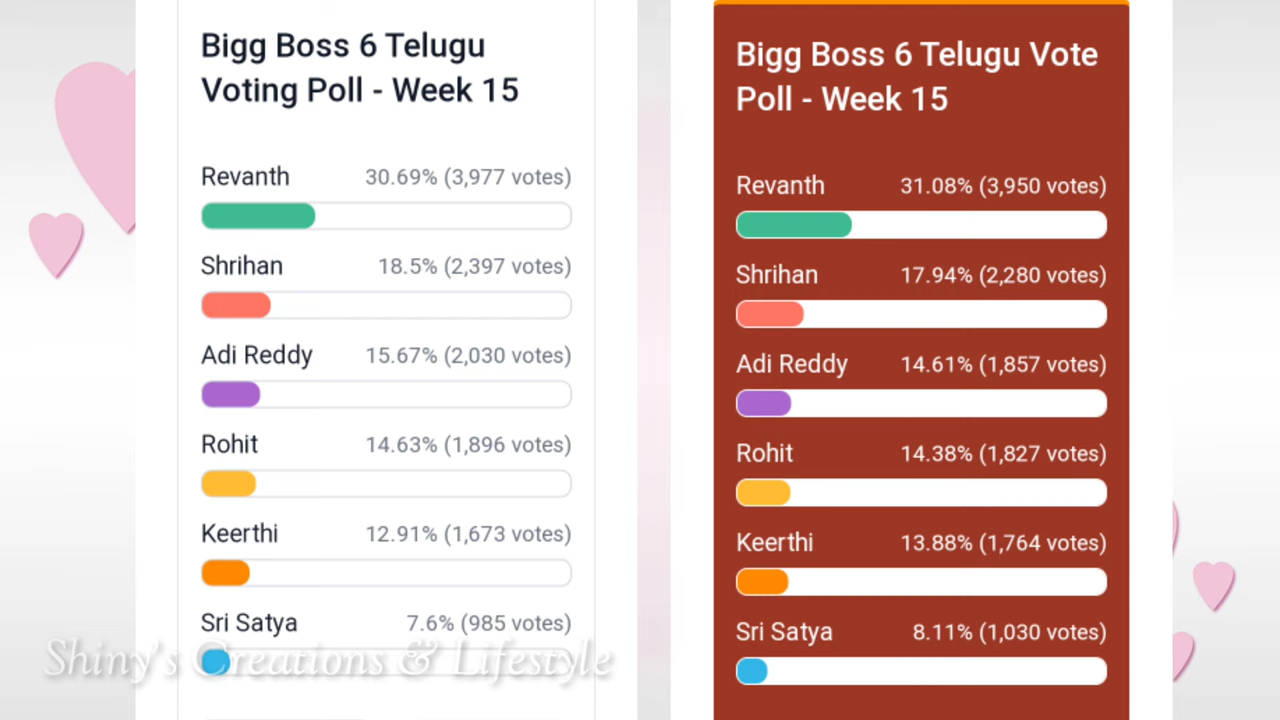 Bigg Boss 6 Telugu
Voting Poll - Week 15
Revanth 30.69% (3,977 votes)
Shrihan 18.5% (2,397 votes)
Adi Reddy 15.67% (2,030 votes)
Rohit 14.63% (1,896 votes)
Keerthi 12.91% (1,673 votes)
Sri Satya 7.6% (985 votes)
Shiny's Creations & Lifestyle
Bigg Boss 6 Telugu Vote
Poll - Week 15
Revanth 31.08% (3,950 votes)
Shrihan 17.94% (2,280 votes)
Adi Reddy 14.61% (1,857 votes)
Rohit 14.38% (1,827 votes)
Keerthi 13.88% (1,764 votes)
Sri Satya 8.11% (1,030 votes)